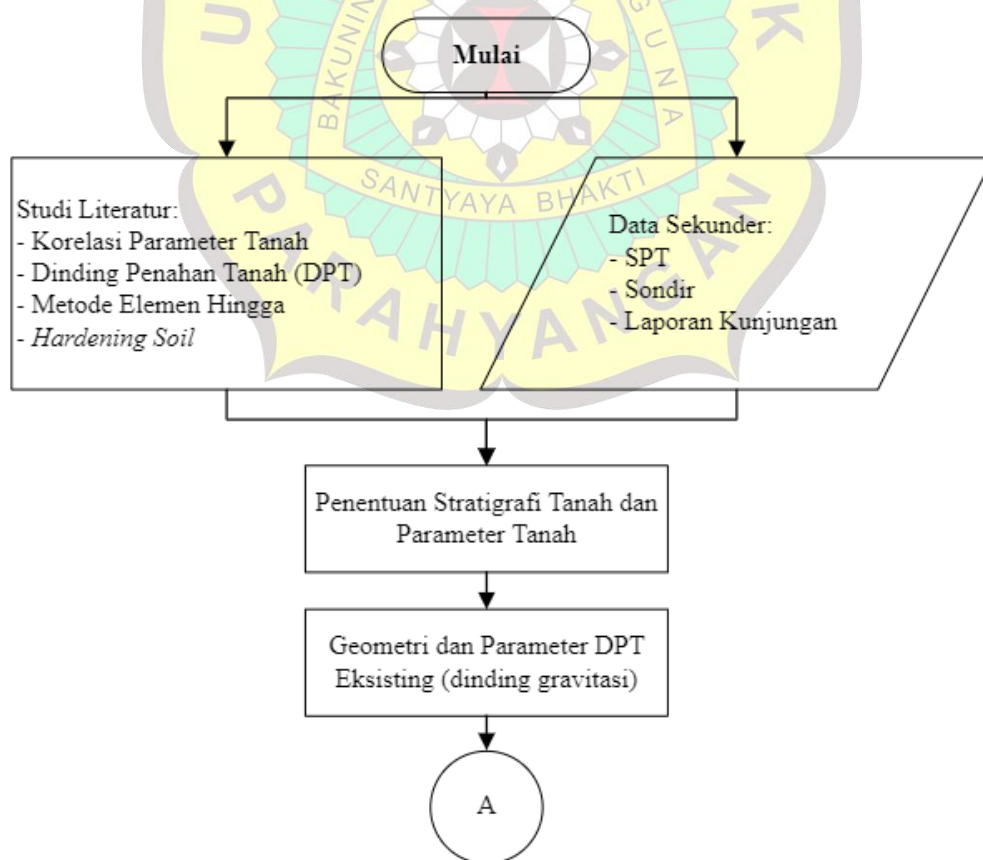 Mulai
Studi Literatur:
- Korelasi Parameter Tanah
- Dinding Penahan Tanah (DPT)
- Metode Elemen Hingga
- Hardening Soil
Data Sekunder:
- SPT
- Sondir
- Laporan Kunjungan
Penentuan Stratigrafi Tanah dan
Parameter Tanah
Geometri dan Parameter DPT
Eksisting (dinding gravitasi)
A
PARAHYANGAN
SANTYAYA BHAKTI